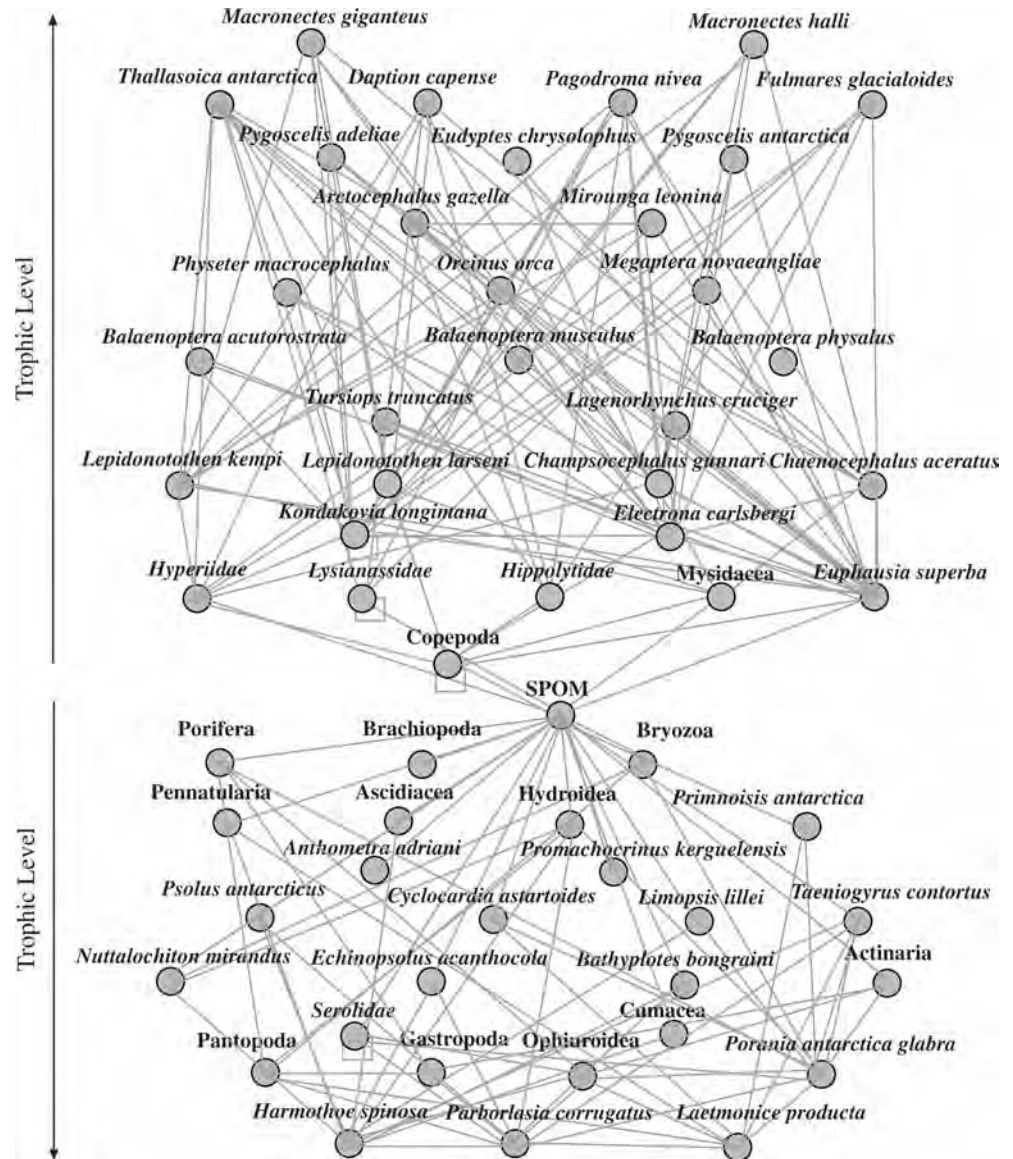 Macronectes giganteus
Macronectes halli
Thallasoica antarctica
Daption capense
Pagodroma nivea
Fulmares glacialoides
Pygoscelis adeliae
Eudyptes chrysolophus
Pygoscelis antarctica
Arctocephalus gazella
Mirounga leonina
Physeter macrocephalus
Orcinus orca
Megaptera novaeangliae
Balaenoptera acutorostrata
Balaenoptera musculus
Balaenoptera physalus
Tursiops truncatus
Lagenorhynchus cruciger
Lepidonotothen kempi
Lepidonotothen larseni
Champsocephalus gunnari
Chaenocephalus aceratus
Kondakovia longimana
Electrona carlsbergi
Hyperiidae
Lysianassidae
Hippolytidae
Mysidacea
Euphausia superba
Copepoda
Trophic Level
SPOM
Porifera
Brachiopoda
Bryozoa
Pennatularia
Ascidiacea
Hydroidea
Primnoisis antarctica
Anthometra adriani
Promachocrinus kerguelensis
Psolus antarcticus
Cyclocardia astartoides
Limopsis lillei
Taeniogyrus contortus
Nuttalochiton mirandus
Echinopsolus acanthocola
Bathyplotes bongraini
Actinaria
Serolidae
Cumacea
Pantopoda
Gastropoda
Ophiuroidea
Porania antarctica glabra
Harmothoe spinosa
Parborlasia corrugatus
Laetmonice producta
Trophic Level